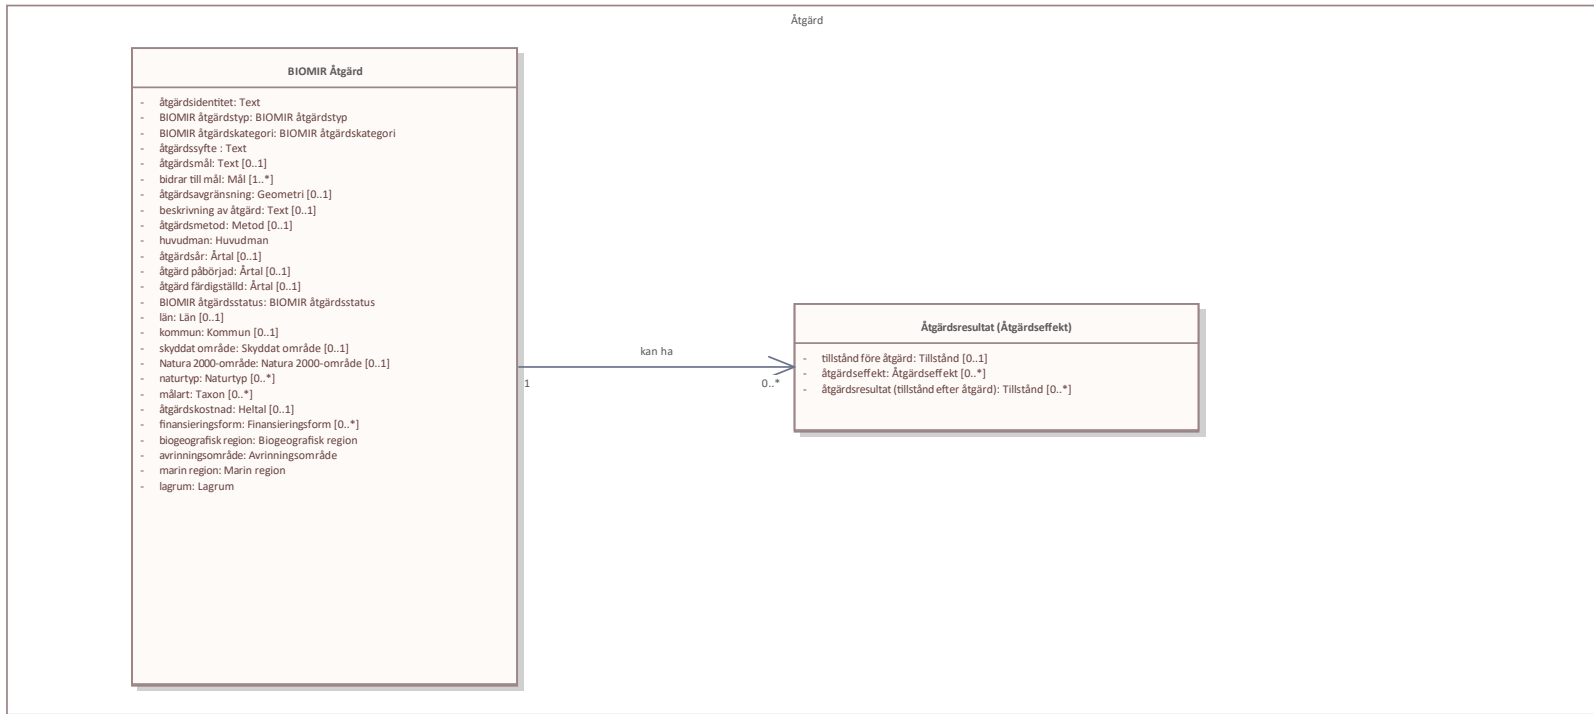 Åtgärd
BIOMIR Åtgärd
- åtgärdsidentitet: Text
- BIOMIR åtgärdstyp: BIOMIR åtgärdstyp
- BIOMIR åtgärdskategori: BIOMIR åtgärdskategori
- åtgärdssyfte : Text
- åtgärdsmål: Text [0..1]
- bidrar till mål: Mål [1..*]
- åtgärdsavgränsning: Geometri [0..1]
- beskrivning av åtgärd: Text [0..1]
- åtgärdsmetod: Metod [0..1]
- huvudman: Huvudman
- åtgärdsår: Årtal [0..1]
- åtgärd påbörjad: Årtal [0..1]
- åtgärd färdigställd: Årtal [0..1]
- BIOMIR åtgärdsstatus: BIOMIR åtgärdsstatus
- län: Län [0..1]
- kommun: Kommun [0..1]
- skyddat område: Skyddat område [0..1]
- Natura 2000-område: Natura 2000-område [0..1]
- naturtyp: Naturtyp [0..*]
- målart: Taxon [0..*]
- åtgärdskostnad: Heltal [0..1]
- finansieringsform: Finansieringsform [0..*]
- biogeografisk region: Biogeografisk region
- avrinningsområde: Avrinningsområde
- marin region: Marin region
- lagrum: Lagrum
kan ha
1
0..*
Åtgärdsresultat (Åtgärdseffekt)
- tillstånd före åtgärd: Tillstånd [0..1]
- åtgärdseffekt: Åtgärdseffekt [0..*]
- åtgärdsresultat (tillstånd efter åtgärd): Tillstånd [0..*]